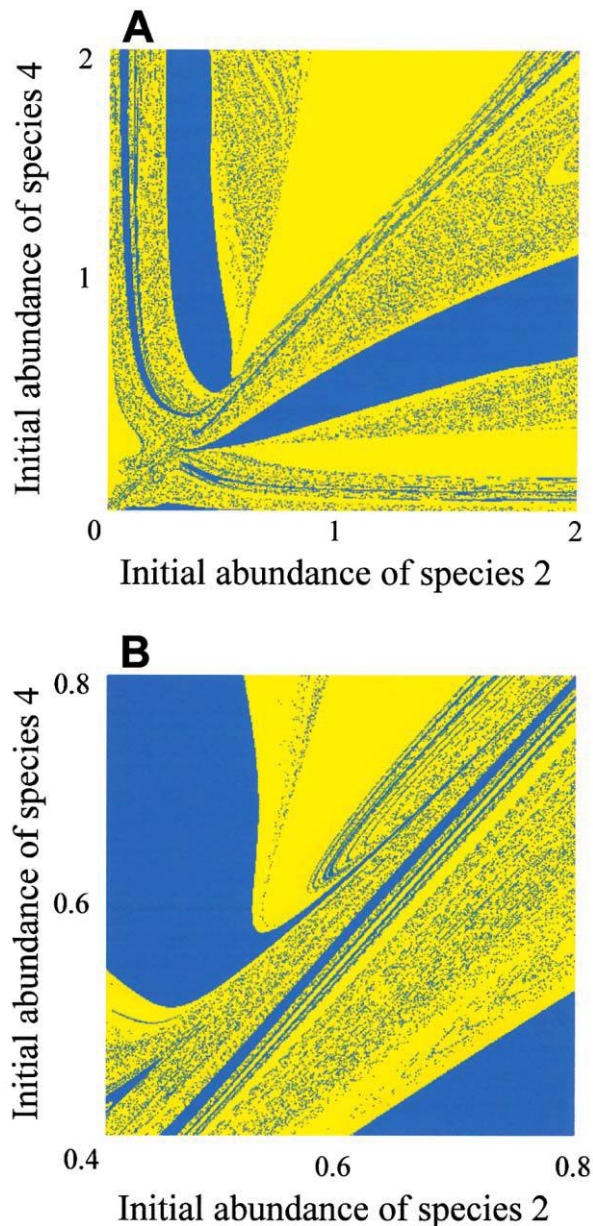 A
2
Initial abundance of species 4
1
0
1
2
Initial abundance of species 2
B
0.8
Initial abundance of species 4
0.6
0.4
0.6
0.8
Initial abundance of species 2